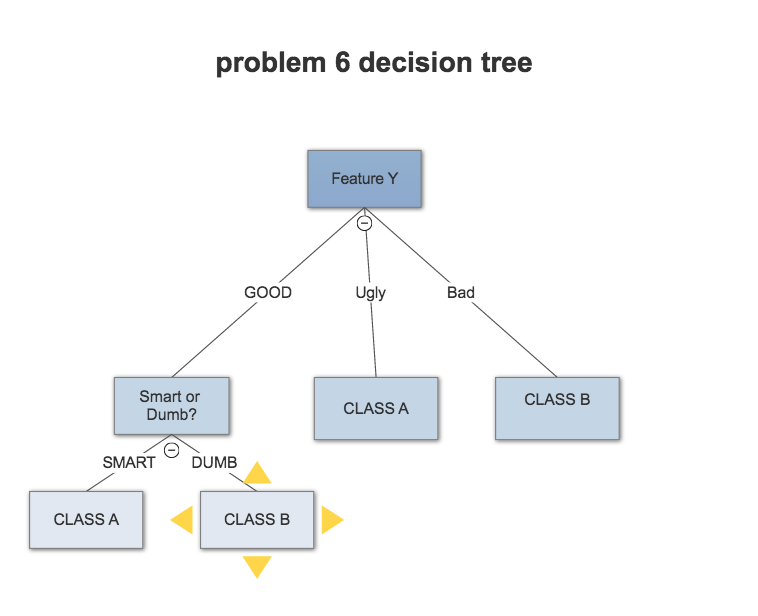 problem 6 decision tree
Feature Y
GOOD
Ugly
Bad
Smart or
Dumb?
CLASS A
CLASS B
SMART
DUMB
CLASS A
CLASS B